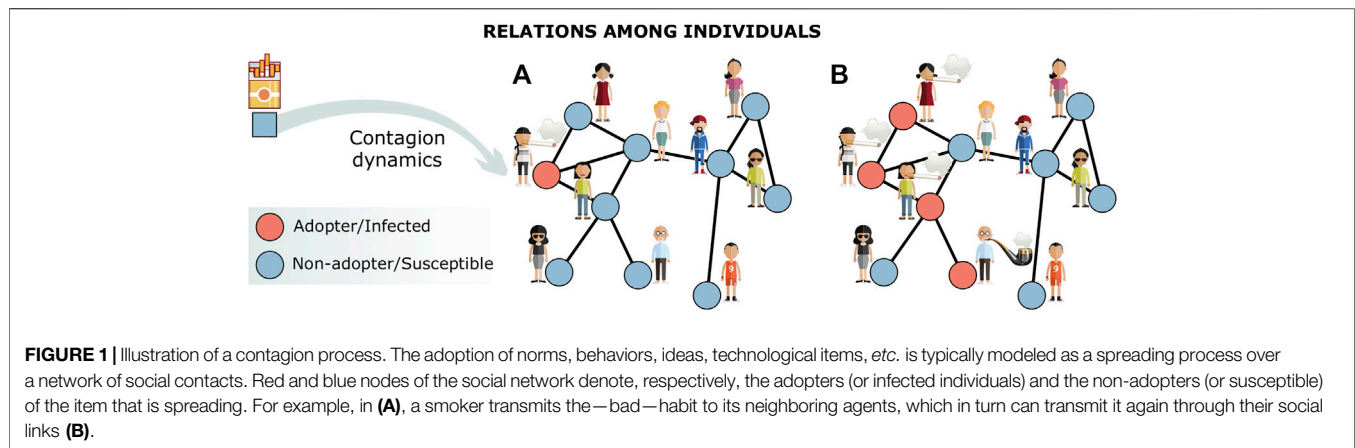 RELATIONS AMONG INDIVIDUALS
A
B
Contagion
dynamics
Adopter/Infected
Non-adopter/Susceptible
9
9
FIGURE 1 | Illustration of a contagion process. The adoption of norms, behaviors, ideas, technological items, etc. is typically modeled as a spreading process over
a network of social contacts. Red and blue nodes of the social network denote, respectively, the adopters (or infected individuals) and the non-adopters (or susceptible)
of the item that is spreading. For example, in (A), a smoker transmits the—bad—habit to its neighboring agents, which in turn can transmit it again through their social
links (B).